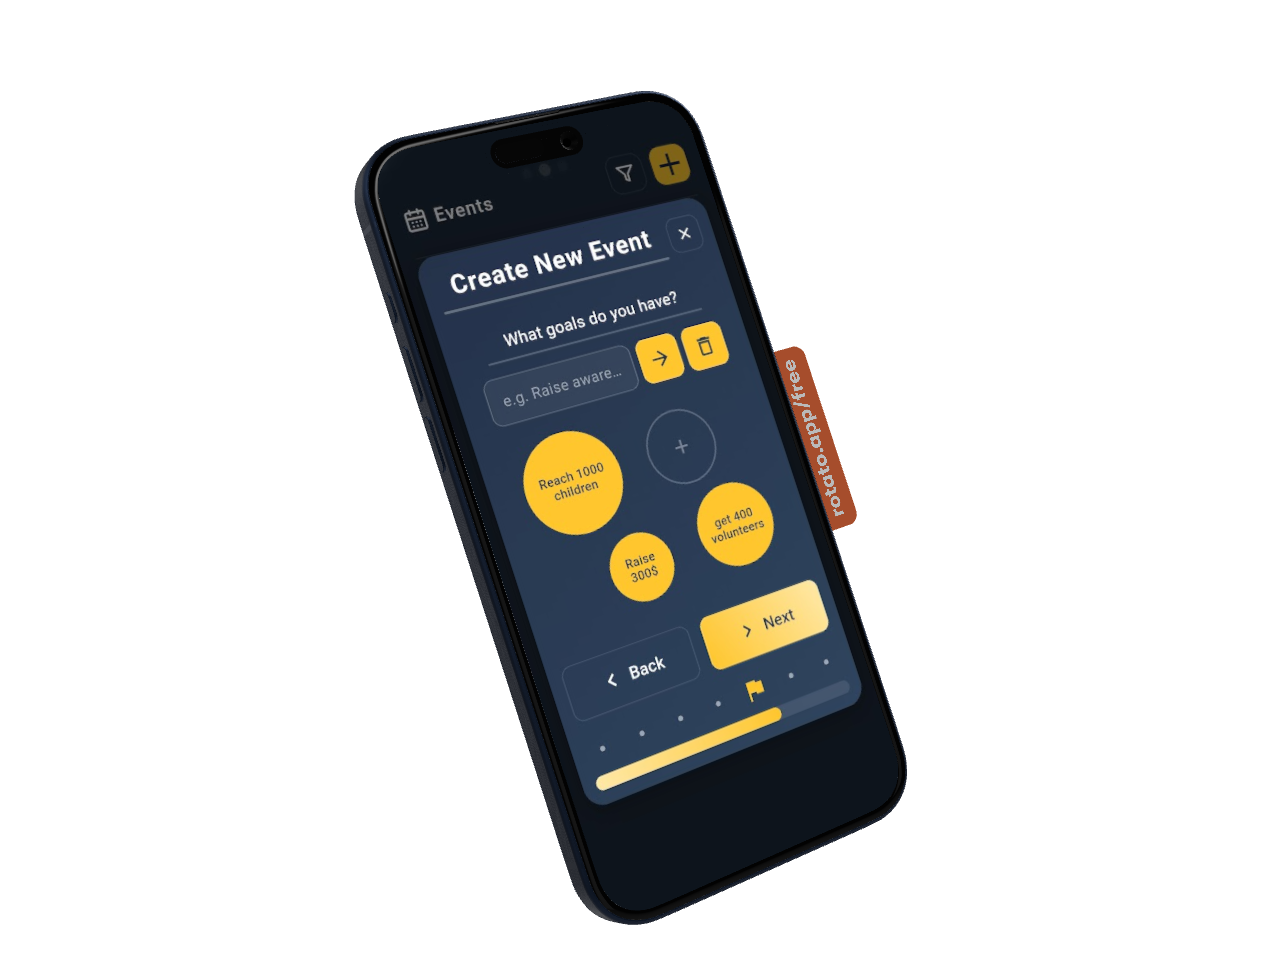 Events
Create New Event
What goals do you have?
e.g. Raise aware...
Reach 1000
children
get 400
volunteers
Raise
300$
Back
Next
rotato.app/free